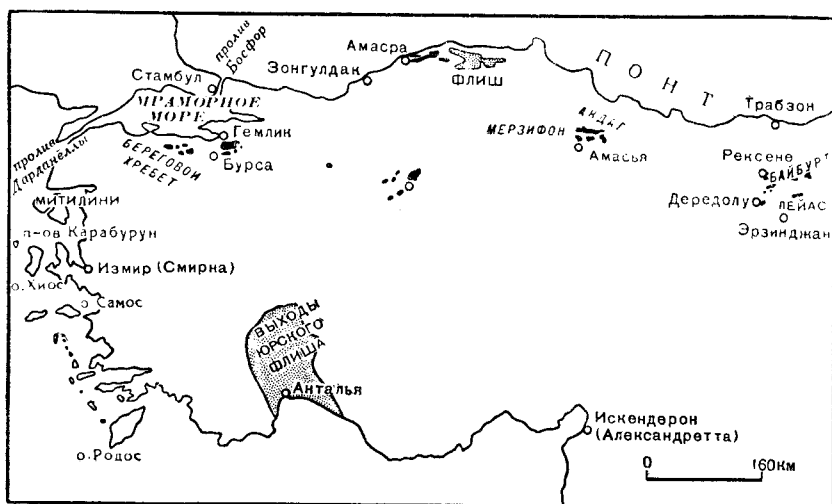 пролив
Босфор
Стамбул
МРАМОРНОЕ
МОРЕ
Гемлик
Бурса
БЕРЕГОВОЙ
ХРЕБЕТ
пролив
Дарданеллы
Зонгулдак
Амасра
ФЛИШ
ПОНТ
АКДАГ
МЕРЗИФОН
Амасья
Трабзон
Рексене
БАЙБУРТ
Дередолу
ЛЕЙАС
Эрзинджан
МИТИЛИНИ
п-ов Карабурун
Измир (Смирна)
о. Хиос
о. Самос
ВЫХОДЫ
ЮРСКОГО
ФЛИША
Анталья
о. Родос
Искендерон
(Александретта)
0 160км